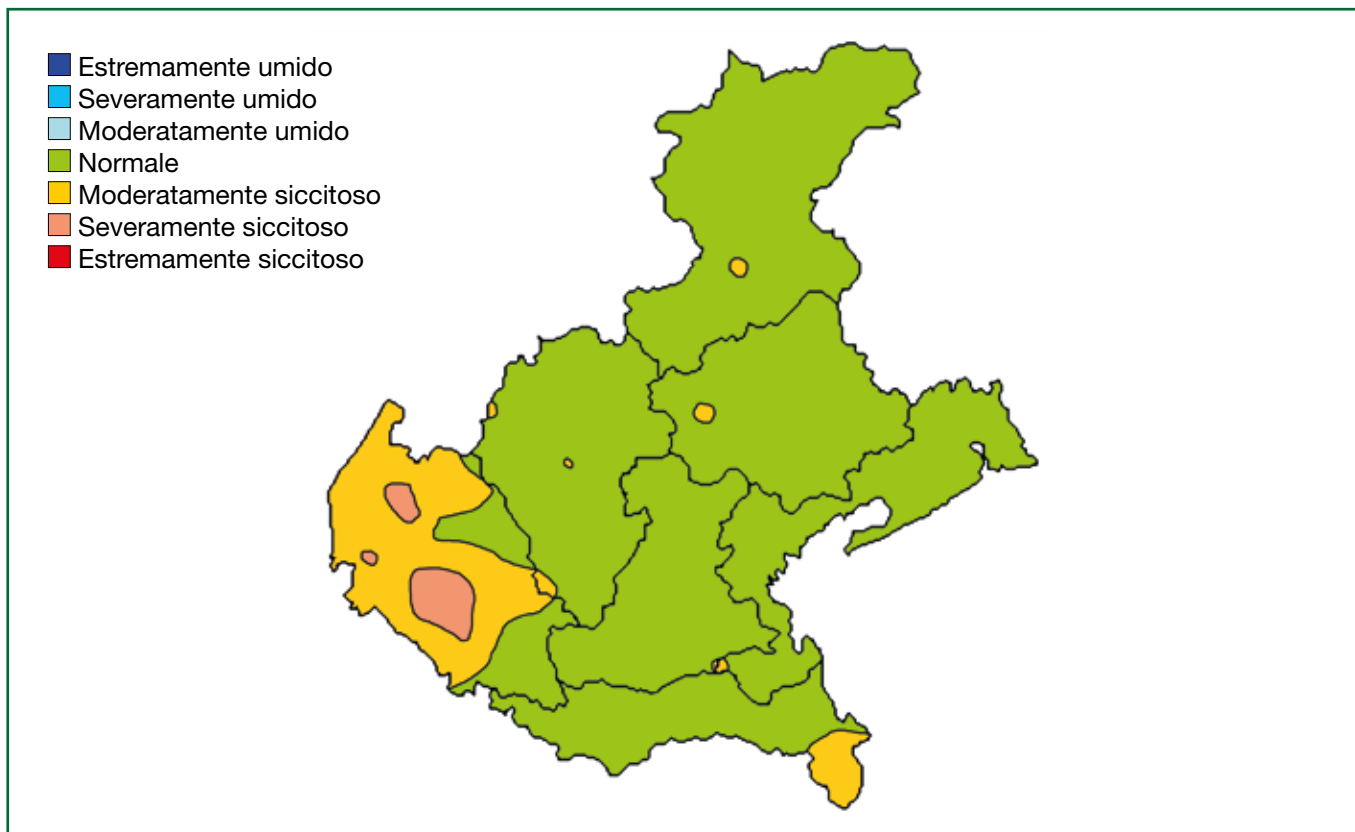 Estremamente umido
Severamente umido
Moderatamente umido
Normale
Moderatamente siccitoso
Severamente siccitoso
Estremamente siccitoso